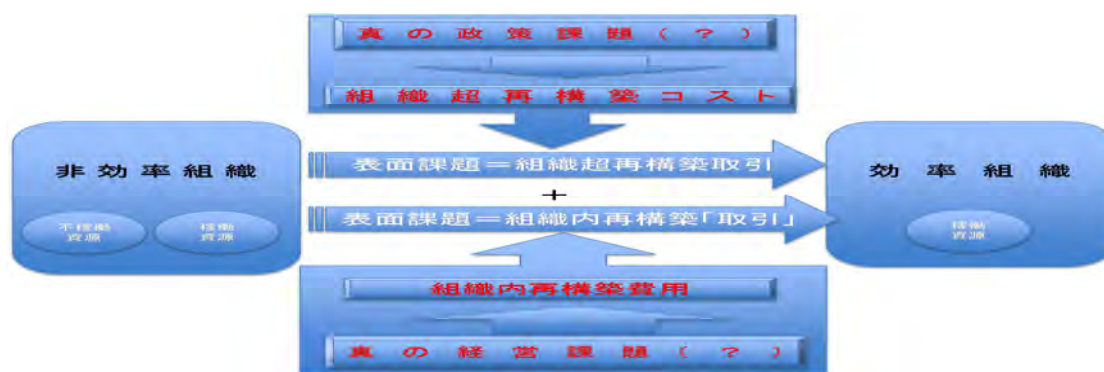 真の政策課題(?)
組織超再構築コスト
非効率組織
不稼働
資源
稼働
資源
表面課題=組織超再構築取引
+
表面課題=組織内再構築「取引」
効率組織
稼働
資源
組織内再構築費用
真の経営課題(?)